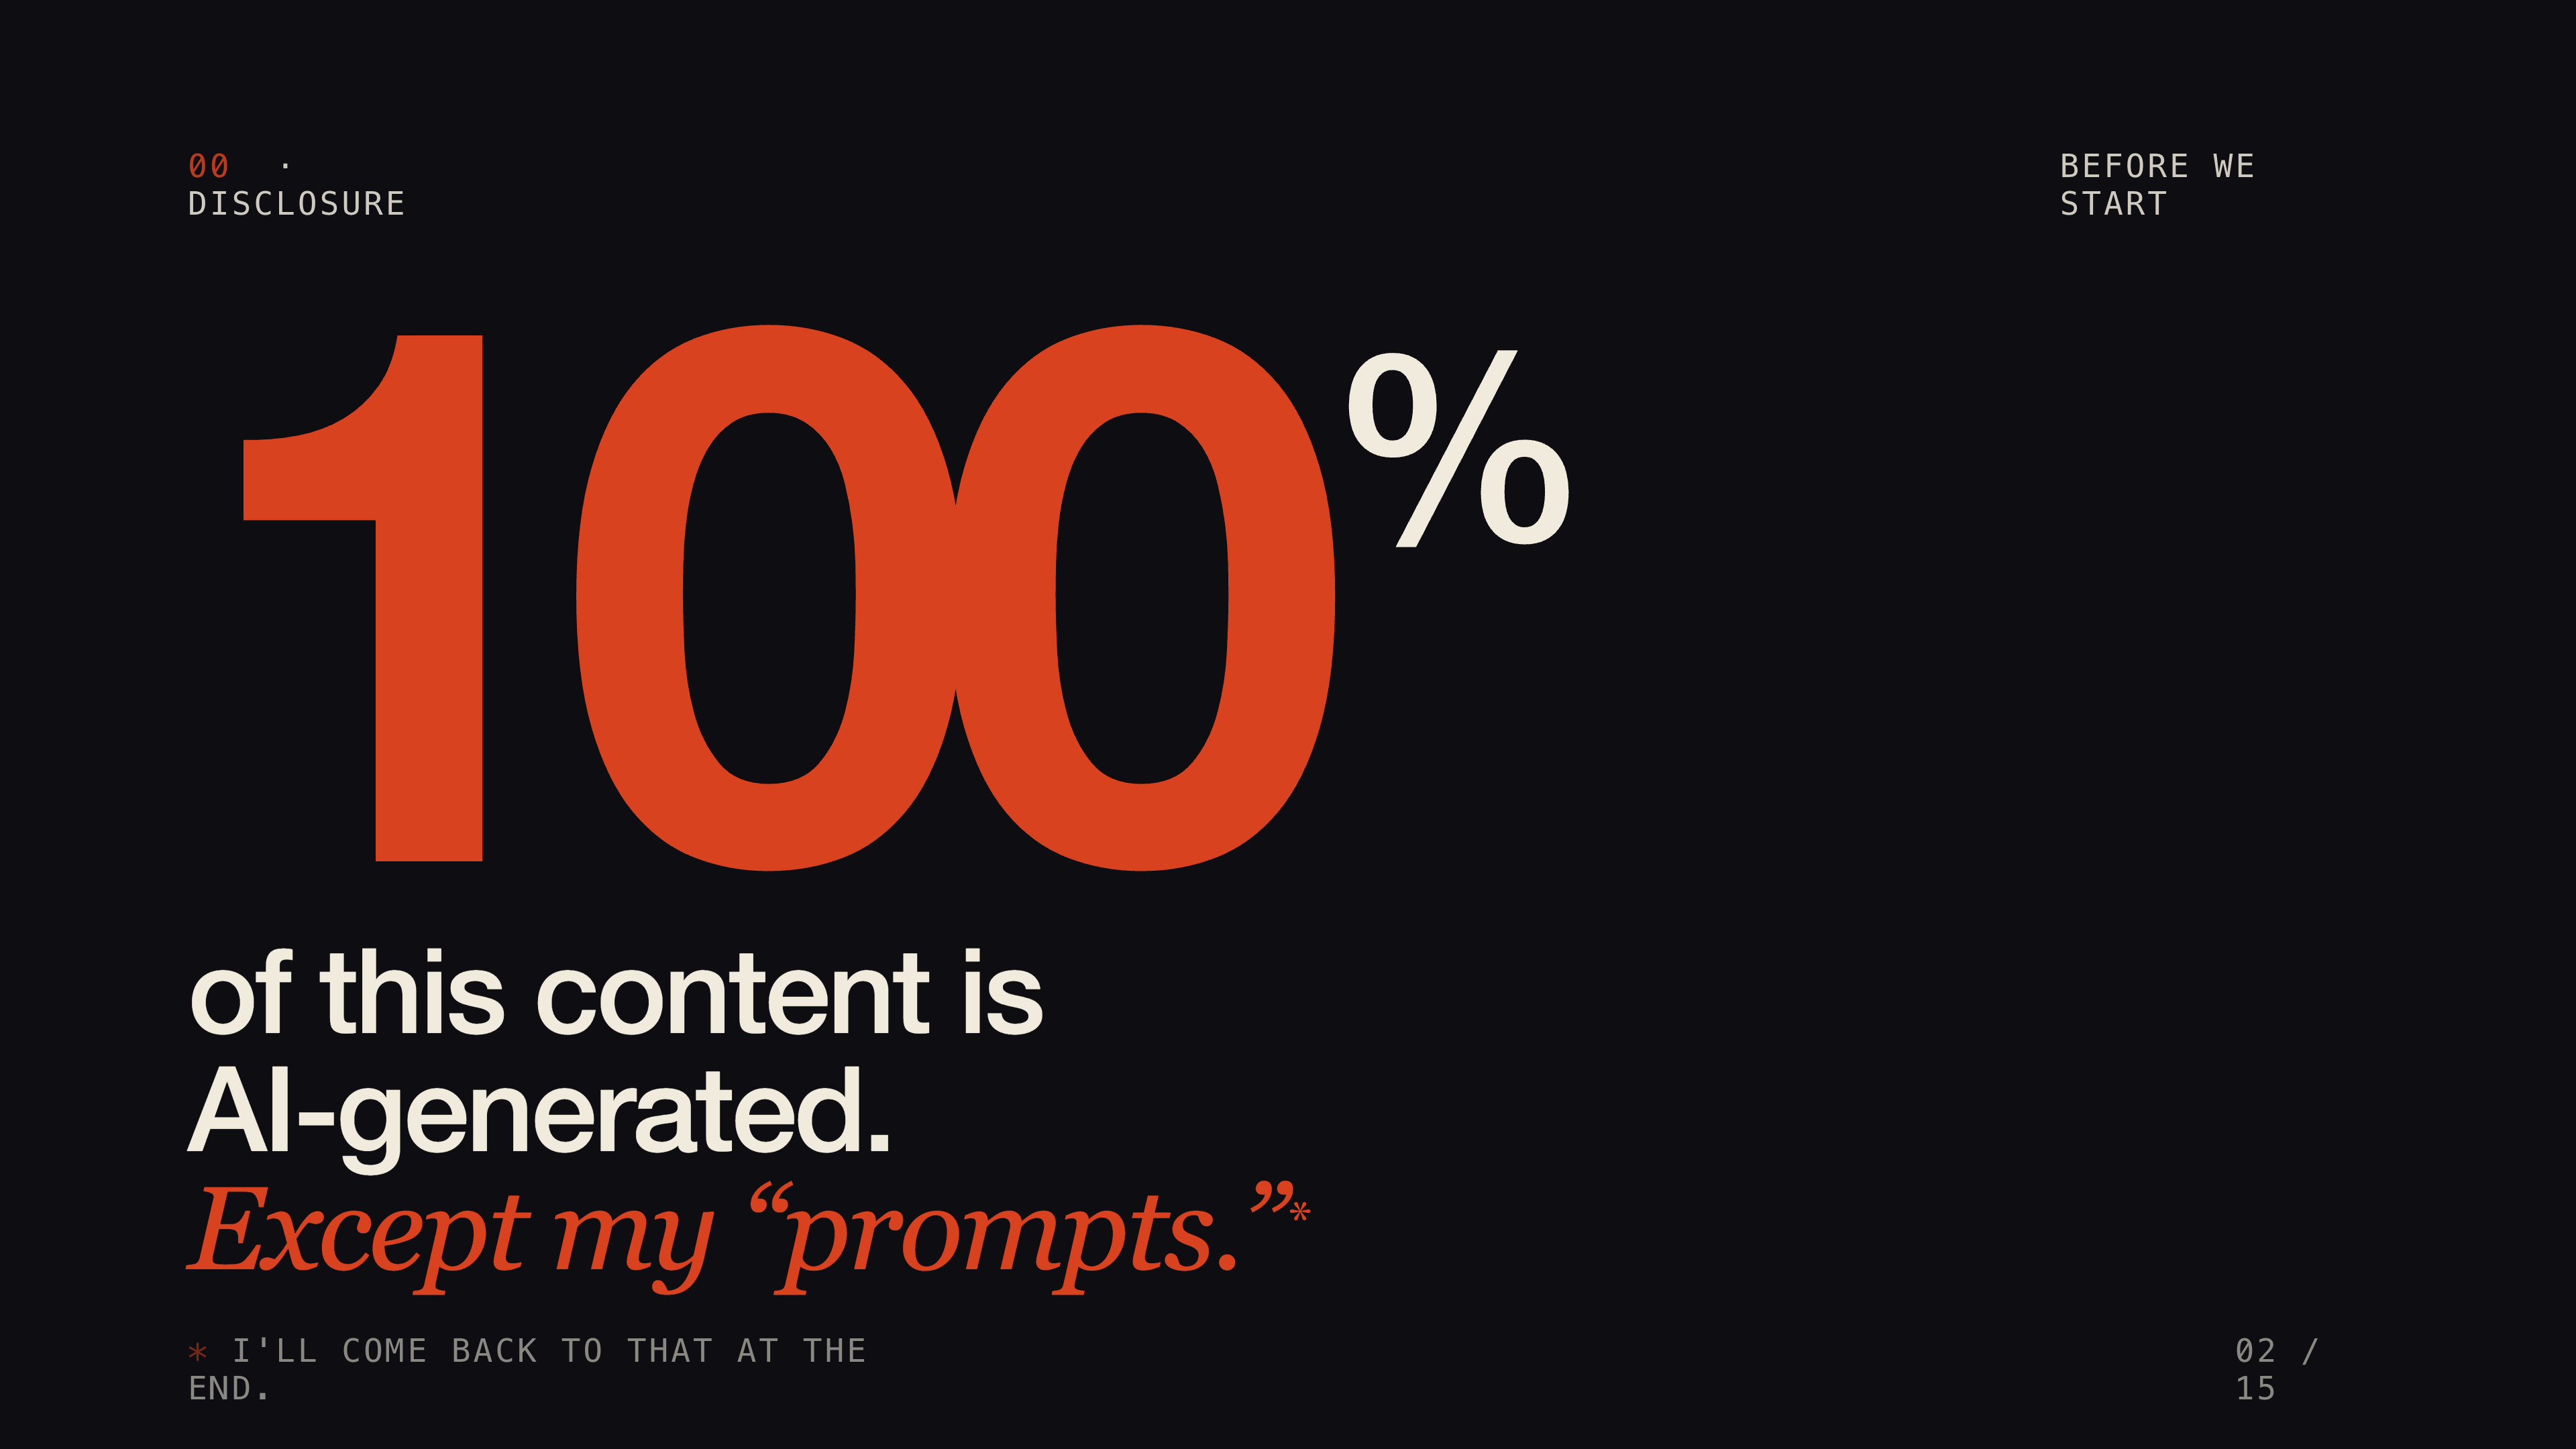 00 ·
DISCLOSURE
BEFORE WE
START
100%
of this content is
AI-generated.
Except my “prompts.”*
* I'LL COME BACK TO THAT AT THE
END.
02 /
15